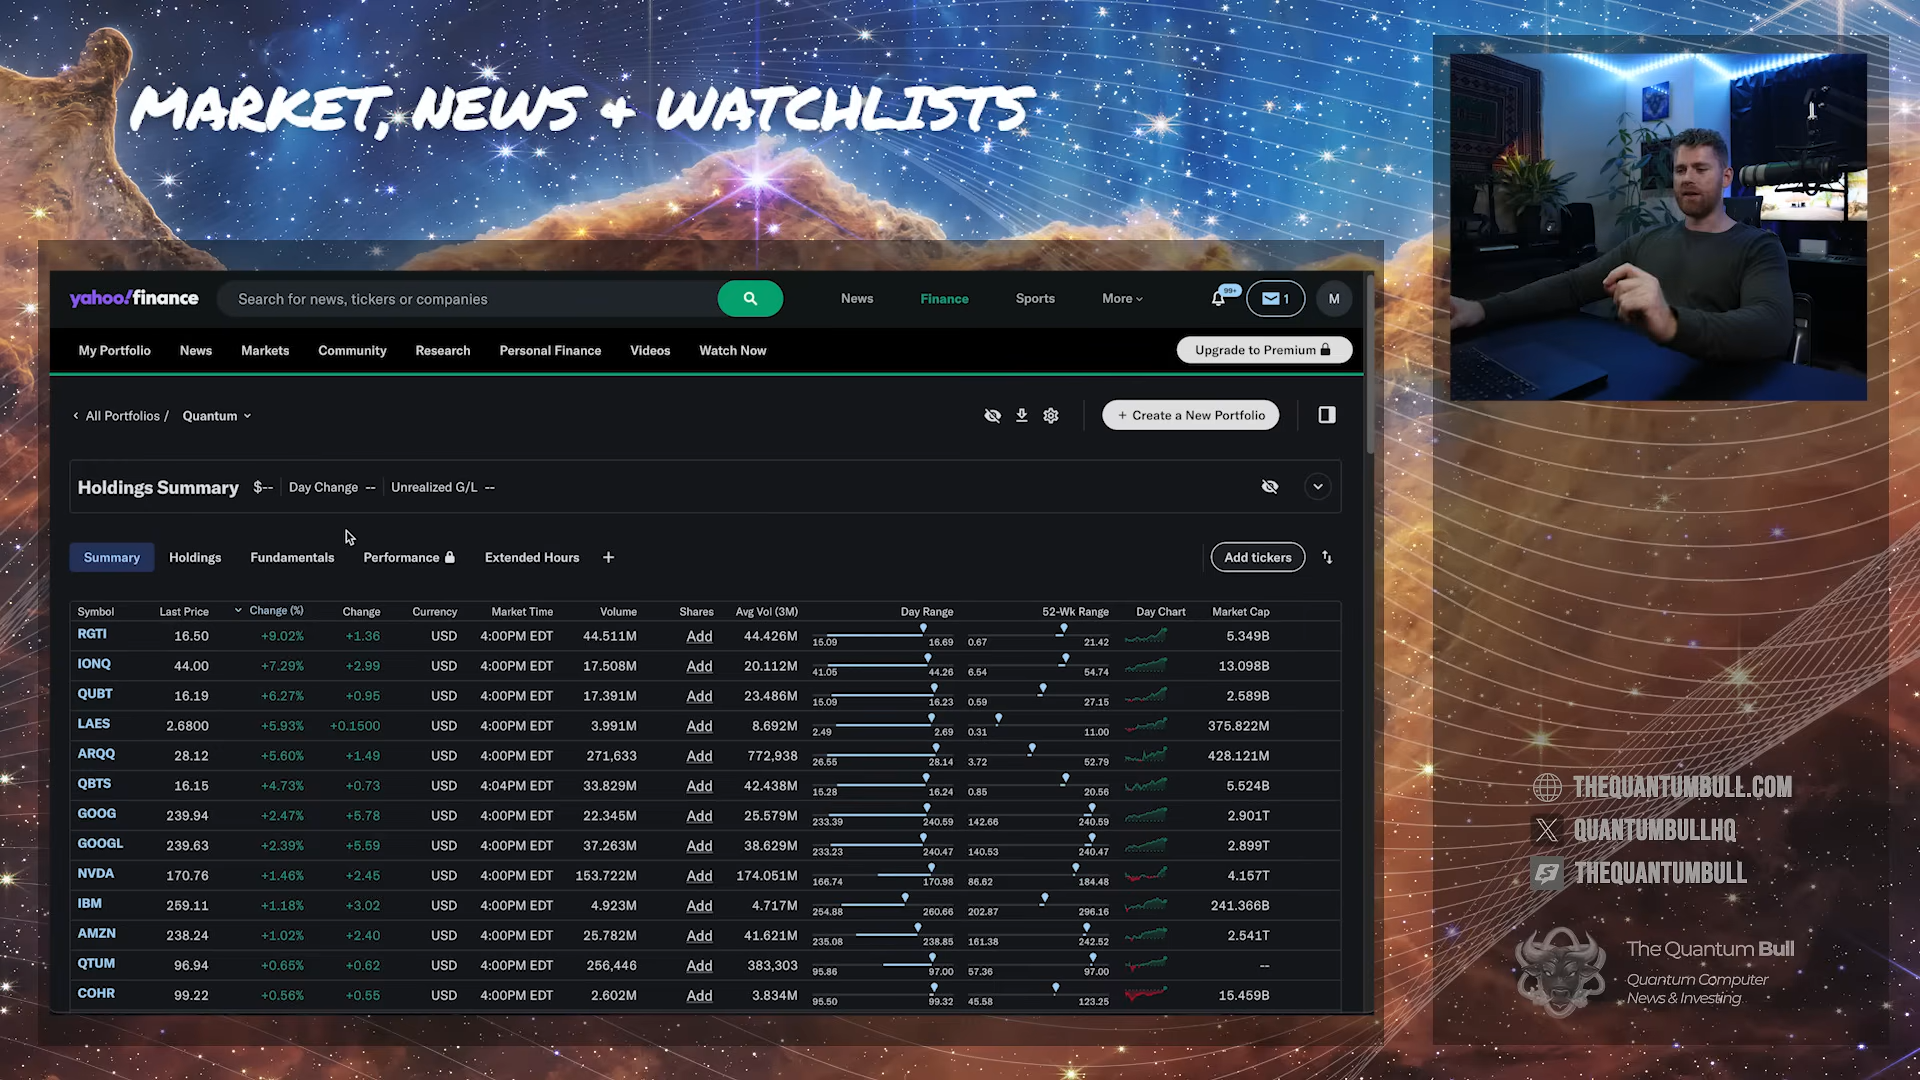 MARKET, NEWS & WATCHLISTS
yahoo!finance Search for news, tickers or companies News Finance Sports More 99+ 1 M
My Portfolio News Markets Community Research Personal Finance Videos Watch Now Upgrade to Premium
All Portfolios / Quantum + Create a New Portfolio
Holdings Summary $-- Day Change -- Unrealized G/L --
Summary Holdings Fundamentals Performance Extended Hours + Add tickers
Symbol Last Price Change (%) Change Currency Market Time Volume Shares Avg Vol (3M) Day Range 52-Wk Range Day Chart Market Cap
RGTI 16.50 +9.02% +1.36 USD 4:00PM EDT 44.511M Add 44.426M 15.09 16.69 0.67 21.42 5.349B
IONQ 44.00 +7.29% +2.99 USD 4:00PM EDT 17.508M Add 20.112M 41.05 44.26 6.54 54.74 13.098B
QUBT 16.19 +6.27% +0.95 USD 4:00PM EDT 17.391M Add 23.486M 15.09 16.23 0.59 27.15 2.589B
LAES 2.6800 +5.93% +0.1500 USD 4:00PM EDT 3.991M Add 8.692M 2.49 2.69 0.31 11.00 375.822M
ARQQ 28.12 +5.60% +1.49 USD 4:00PM EDT 271,633 Add 772,938 26.55 28.14 3.72 52.79 428.121M
QBTS 16.15 +4.73% +0.73 USD 4:04PM EDT 33.829M Add 42.438M 15.28 16.24 0.85 20.56 5.524B
GOOG 239.94 +2.47% +5.78 USD 4:00PM EDT 22.345M Add 25.579M 233.39 240.59 142.66 240.59 2.901T
GOOGL 239.63 +2.39% +5.59 USD 4:00PM EDT 37.263M Add 38.629M 233.23 240.47 140.53 240.47 2.899T
NVDA 170.76 +1.46% +2.45 USD 4:00PM EDT 153.722M Add 174.051M 166.74 170.98 86.62 184.48 4.157T
IBM 259.11 +1.18% +3.02 USD 4:00PM EDT 4.923M Add 4.717M 254.88 260.66 202.87 296.16 241.366B
AMZN 238.24 +1.02% +2.40 USD 4:00PM EDT 25.782M Add 41.621M 235.08 238.85 161.38 242.52 2.541T
QTUM 96.94 +0.65% +0.62 USD 4:00PM EDT 256,446 Add 383,303 95.86 97.00 57.36 97.00 --
COHR 99.22 +0.56% +0.55 USD 4:00PM EDT 2.602M Add 3.834M 95.50 99.32 45.58 123.25 15.459B
THEQUANTUMBULL.COM
QUANTUMBULLHQ
THEQUANTUMBULL
The Quantum Bull
Quantum Computer
News & Investing